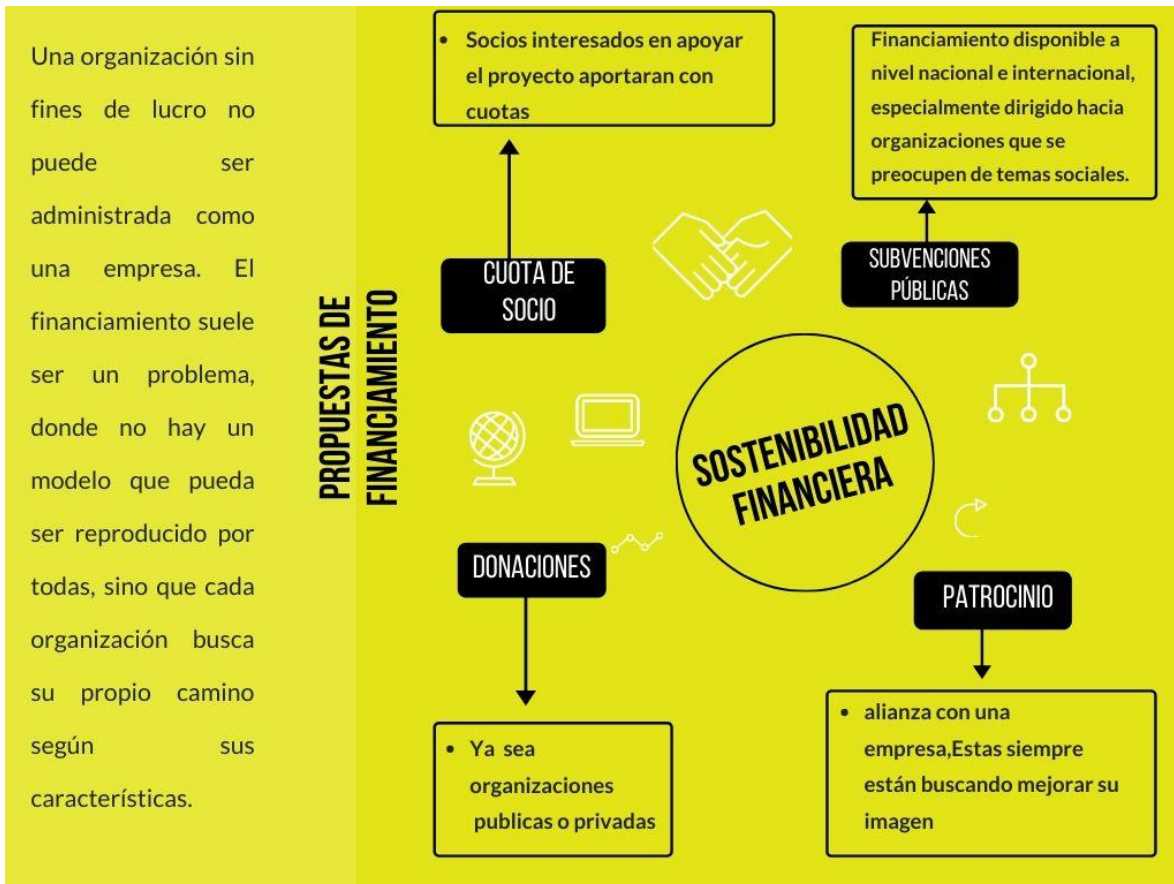 Una organización sin
fines de lucro no
puede ser
administrada como
una empresa. El
financiamiento suele
ser un problema,
donde no hay un
modelo que pueda
ser reproducido por
todas, sino que cada
organización busca
su propio camino
según sus
características.
PROPUESTAS DE
FINANCIAMIENTO
• Socios interesados en apoyar
el proyecto aportaran con
cuotas
CUOTA DE
SOCIO
Financiamiento disponible a
nivel nacional e internacional,
especialmente dirigido hacia
organizaciones que se
preocupen de temas sociales.
SUBVENCIONES
PÚBLICAS
SOSTENIBILIDAD
FINANCIERA
DONACIONES
• Ya sea
organizaciones
publicas o privadas
PATROCINIO
• alianza con una
empresa,Estas siempre
están buscando mejorar su
imagen